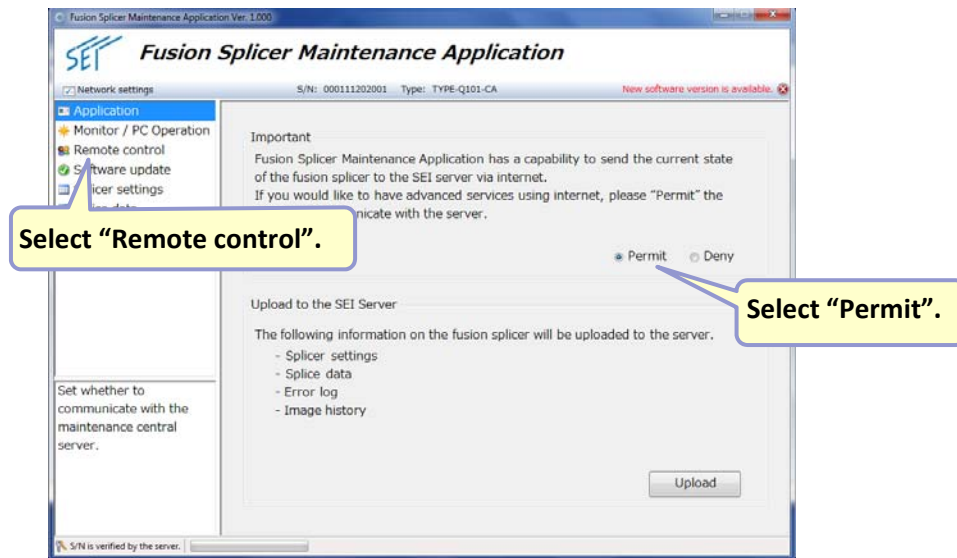 Fusion Splicer Maintenance Application Ver. 1.000
SEI
Fusion Splicer Maintenance Application
Network settings
S/N: 000111202001 Type: TYPE-Q101-CA
New software version is available.
Application
Monitor / PC Operation
Remote control
Software update
icer settings
Select “Remote control”.
Important
Fusion Splicer Maintenance Application has a capability to send the current state
of the fusion splicer to the SEI server via internet.
If you would like to have advanced services using internet, please "Permit" the
nicate with the server.
Permit
Deny
Select “Permit”.
Upload to the SEI Server
The following information on the fusion splicer will be uploaded to the server.
- Splicer settings
- Splice data
- Error log
- Image history
Upload
Set whether to
communicate with the
maintenance central
server.
S/N is verified by the server.